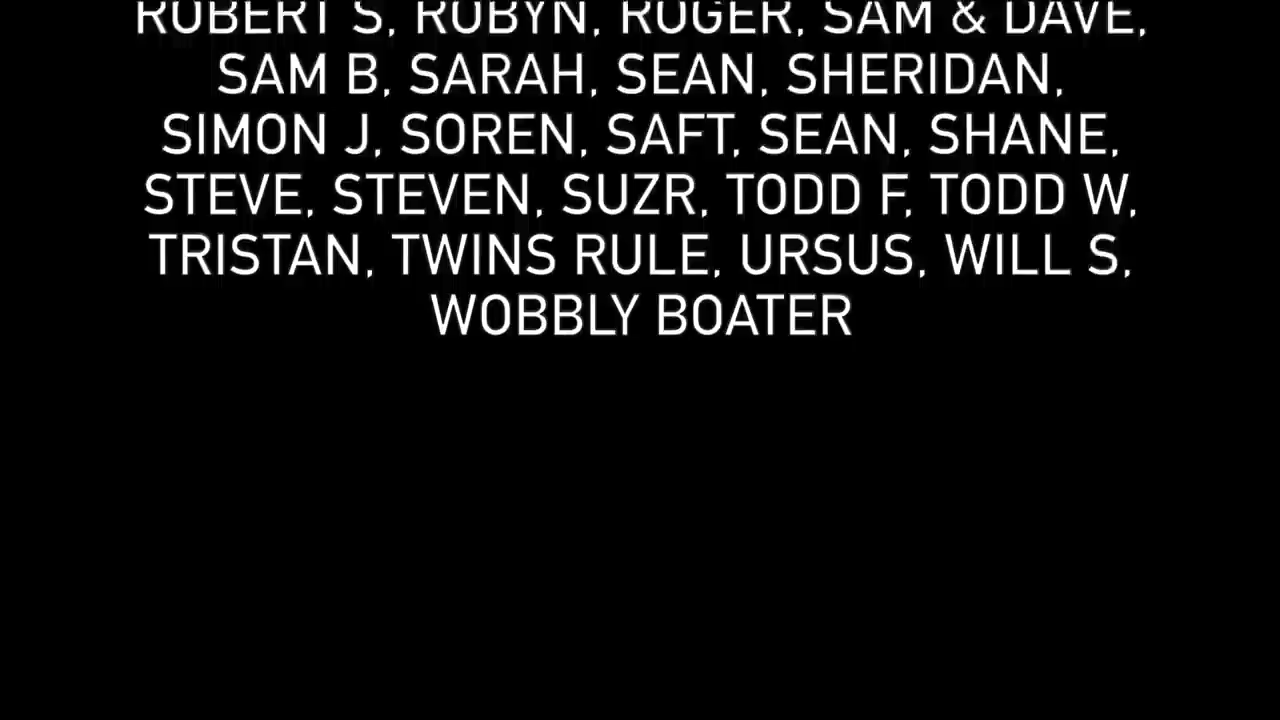 ROBERT S, ROBYN, ROGER, SAM & DAVE,
SAM B, SARAH, SEAN, SHERIDAN,
SIMON J, SOREN, SAFT, SEAN, SHANE,
STEVE, STEVEN, SUZR, TODD F, TODD W,
TRISTAN, TWINS RULE, URSUS, WILL S,
WOBBLY BOATER